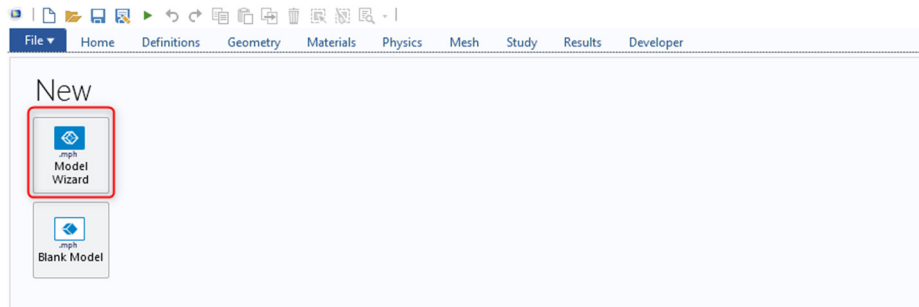 File Home Definitions Geometry Materials Physics Mesh Study Results Developer
New
.mph
Model
Wizard
.mph
Blank Model